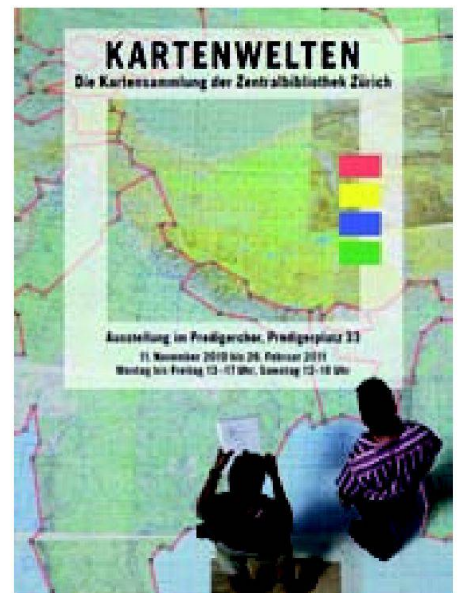 KARTENWELTEN
Die Kartensammlung der Zentralbibliothek Zürich
Ausstellung im Predigerchor, Predigerplatz 33
11. November 2010 bis 26. Februar 2011
Montag bis Freitag 13–17 Uhr, Samstag 13–16 Uhr